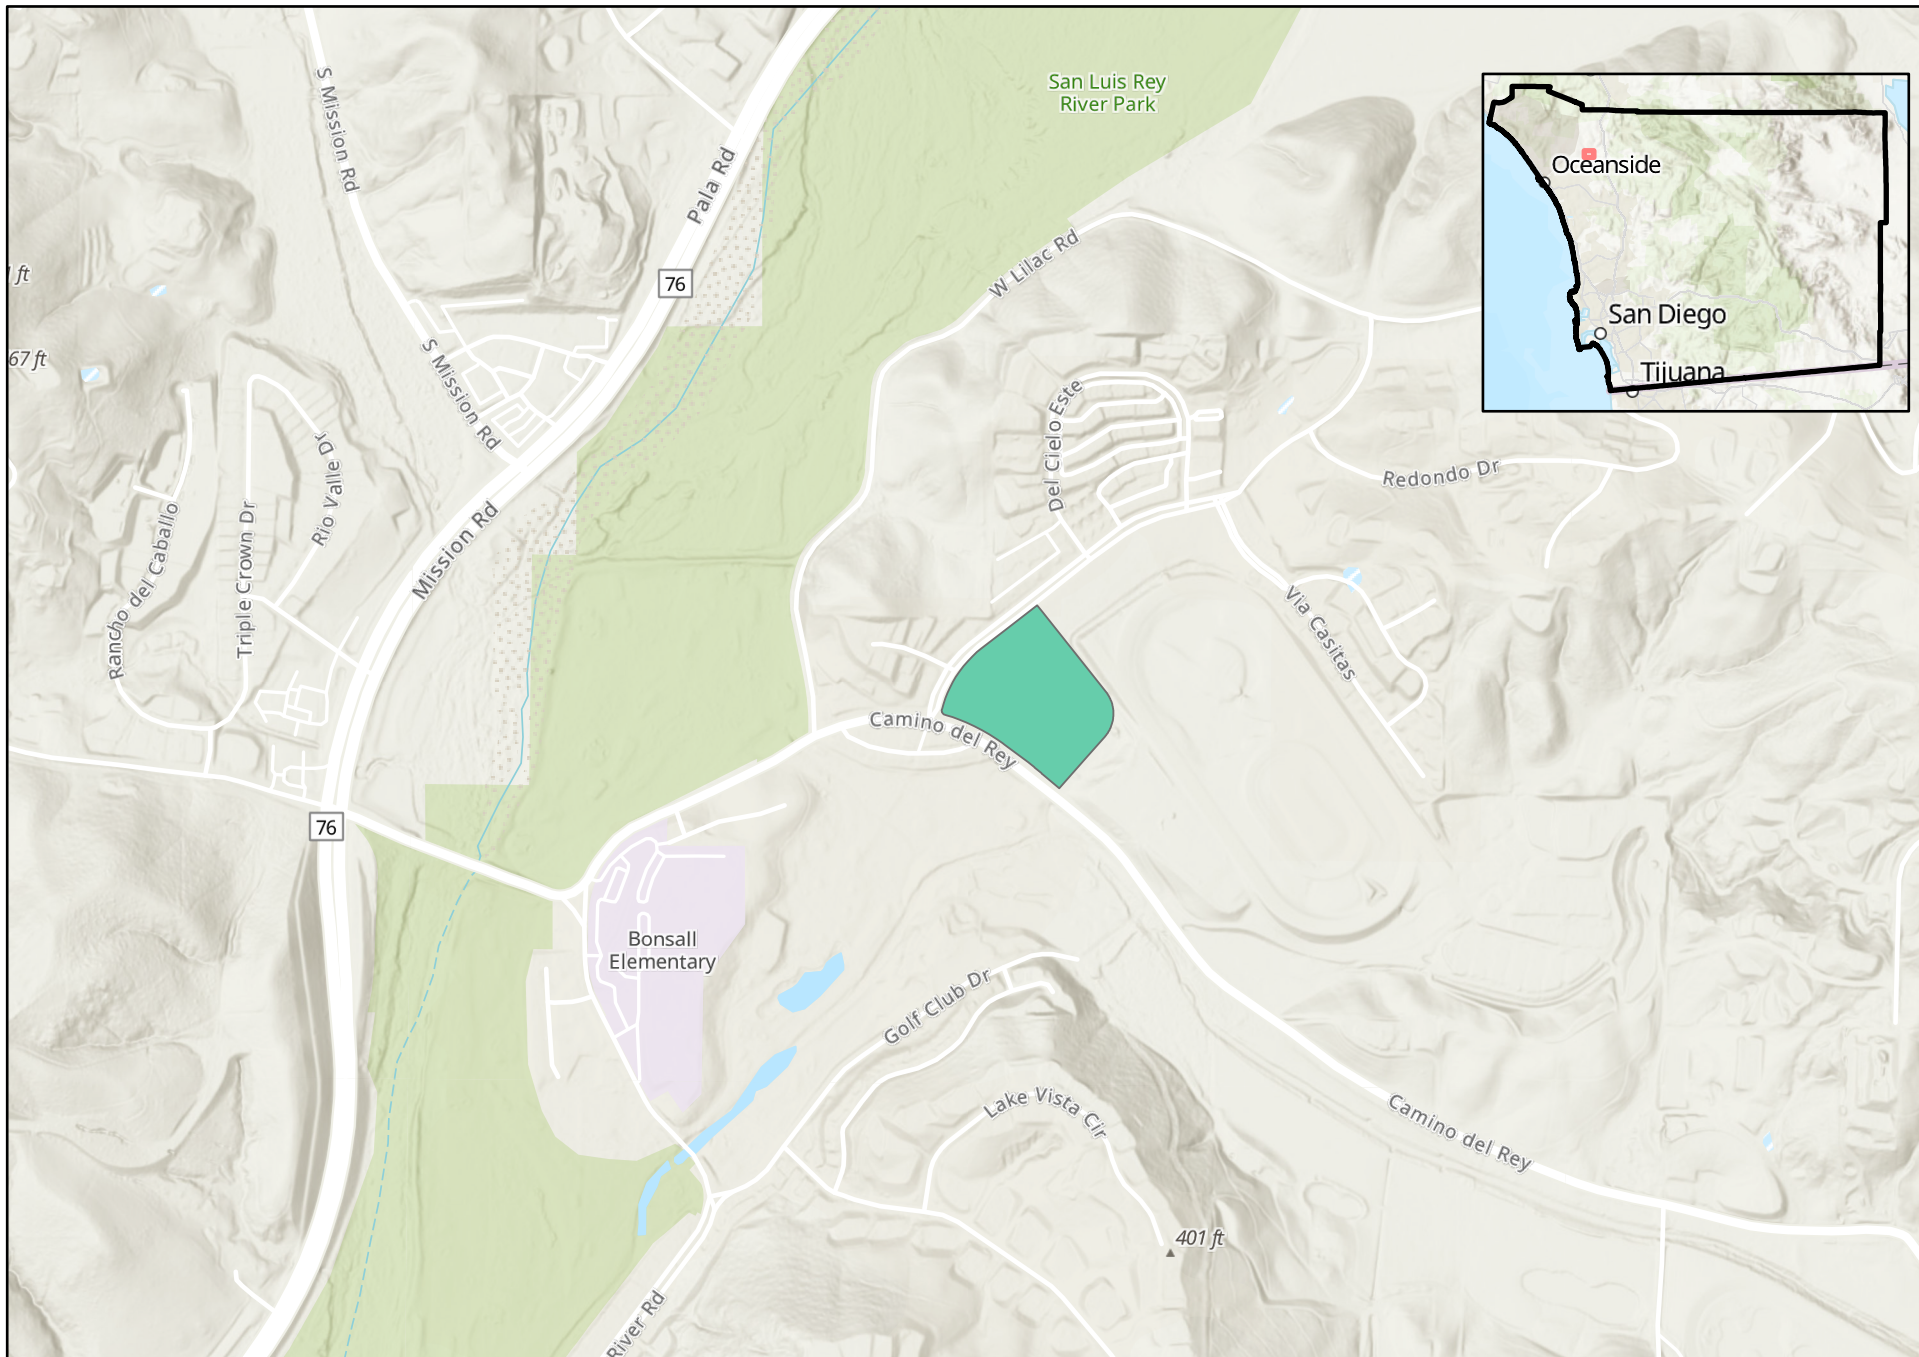 San Luis Rey
River Park
S Mission Rd
Pala Rd
Oceanside
W Lilac Rd
76
67 ft
San Diego
S Mission Rd
Tijuana
Del Cielo Este
Rio Valle Dr
Redondo Dr
Mission Rd
Rancho del Caballo
Triple Crown Dr
Via Casitas
Camino del Rey
76
Bonsall
Elementary
Golf Club Dr
Lake Vista Cir
Camino del Rey
401 ft
River Rd